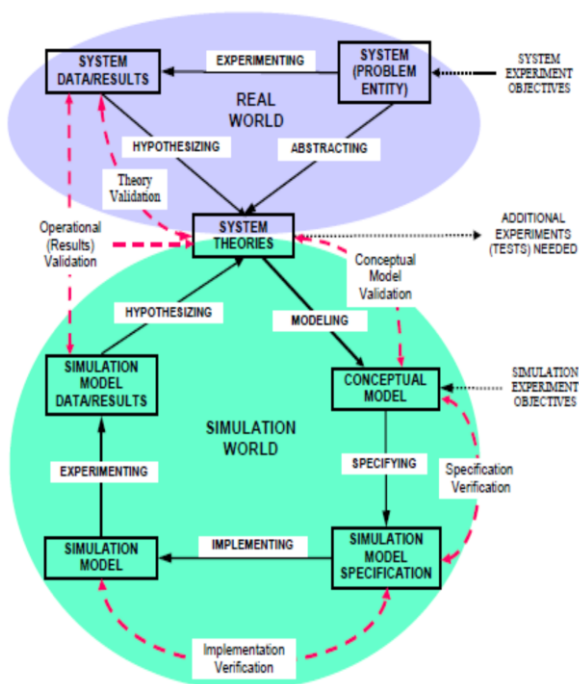 SYSTEM
DATA/RESULTS
EXPERIMENTING
SYSTEM
(PROBLEM
ENTITY)
SYSTEM
EXPERIMENT
OBJECTIVES
REAL
WORLD
HYPOTHESIZING
ABSTRACTING
Theory
Validation
Operational
(Results)
Validation
SYSTEM
THEORIES
ADDITIONAL
EXPERIMENTS
(TESTS) NEEDED
Conceptual
Model
Validation
HYPOTHESIZING
MODELING
SIMULATION
MODEL
DATA/RESULTS
CONCEPTUAL
MODEL
SIMULATION
EXPERIMENT
OBJECTIVES
SIMULATION
WORLD
EXPERIMENTING
SPECIFYING
Specification
Verification
SIMULATION
MODEL
IMPLEMENTING
SIMULATION
MODEL
SPECIFICATION
Implementation
Verification